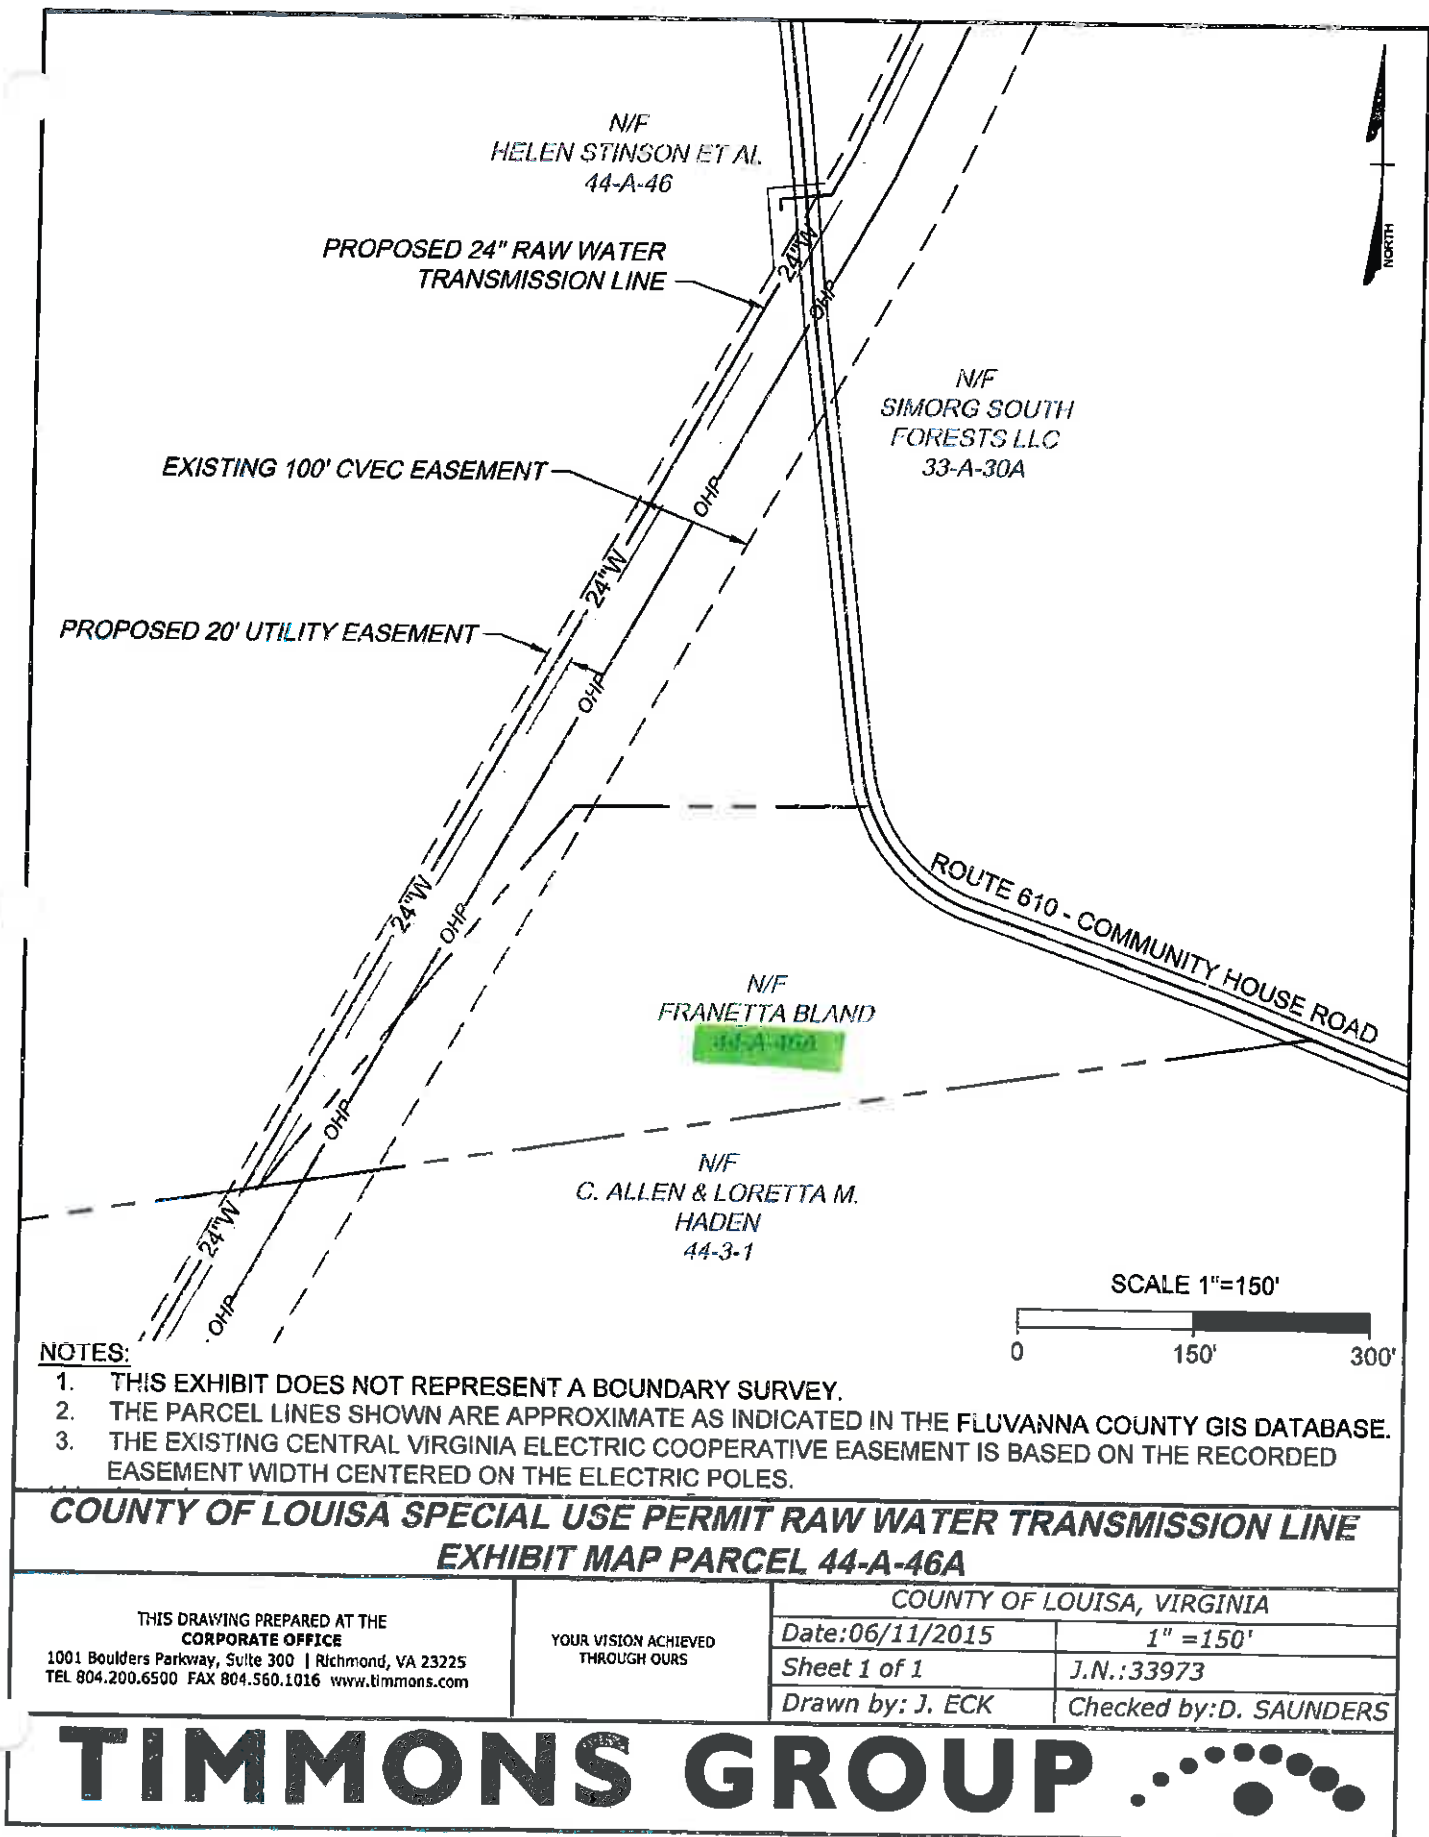 N/F
HELEN STINSON ET AL
44-A-46
PROPOSED 24" RAW WATER
TRANSMISSION LINE
24"W
OHP
NORTH
N/F
SIMORG SOUTH
FORESTS LLC
33-A-30A
EXISTING 100' CVEC EASEMENT
OHP
24"W
PROPOSED 20' UTILITY EASEMENT
OHP
24"W
OHP
ROUTE 610 - COMMUNITY HOUSE ROAD
N/F
FRANETTA BLAND
44-A-46A
OHP
N/F
C. ALLEN & LORETTA M.
HADEN
44-3-1
24"W
OHP
SCALE 1"=150'
0 150' 300'
NOTES:
1. THIS EXHIBIT DOES NOT REPRESENT A BOUNDARY SURVEY.
2. THE PARCEL LINES SHOWN ARE APPROXIMATE AS INDICATED IN THE FLUVANNA COUNTY GIS DATABASE.
3. THE EXISTING CENTRAL VIRGINIA ELECTRIC COOPERATIVE EASEMENT IS BASED ON THE RECORDED
EASEMENT WIDTH CENTERED ON THE ELECTRIC POLES.
COUNTY OF LOUISA SPECIAL USE PERMIT RAW WATER TRANSMISSION LINE
EXHIBIT MAP PARCEL 44-A-46A
THIS DRAWING PREPARED AT THE
CORPORATE OFFICE
1001 Boulders Parkway, Suite 300 | Richmond, VA 23225
TEL 804.200.6500 FAX 804.560.1016 www.timmons.com
YOUR VISION ACHIEVED
THROUGH OURS
COUNTY OF LOUISA, VIRGINIA
Date:06/11/2015 1" =150'
Sheet 1 of 1 J.N.:33973
Drawn by: J. ECK Checked by:D. SAUNDERS
TIMMONS GROUP